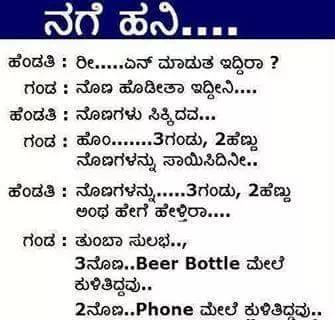 ನಗೆ ಹನಿ....
ಹೆಂಡತಿ : ರೀ.....ಏನ್ ಮಾಡುತ ಇದ್ದಿರಾ ?
ಗಂಡ : ನೊಣ ಹೊಡೀತಾ ಇದ್ದೀನಿ....
ಹೆಂಡತಿ : ನೊಣಗಳು ಸಿಕ್ಕಿದವ...
ಗಂಡ : ಹೊಂ.......3ಗಂಡು, 2ಹೆಣ್ಣು
ನೊಣಗಳನ್ನು ಸಾಯಿಸಿದಿನೀ..
ಹೆಂಡತಿ : ನೊಣಗಳನ್ನು.....3ಗಂಡು, 2ಹೆಣ್ಣು
ಅಂಥ ಹೇಗೆ ಹೇಳ್ತಿರಾ....
ಗಂಡ : ತುಂಬಾ ಸುಲಭ..,
3ನೊಣ..Beer Bottle ಮೇಲೆ
ಕುಳಿತಿದ್ದವು..
2ನೊಣ..Phone ಮೇಲೆ ಕುಳಿತಿದ್ದವು..